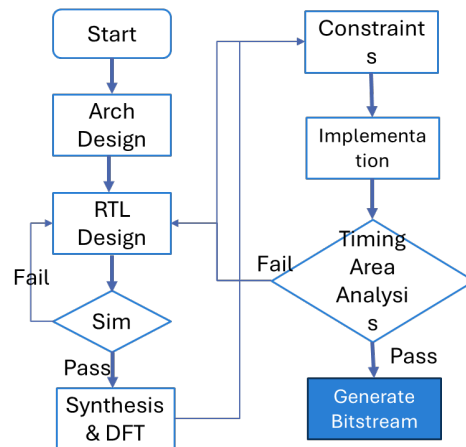 Start
Arch
Design
RTL
Design
Fail
Sim
Pass
Synthesis
& DFT
Constraint
s
Implementa
tion
Timing
Area
Analysi
s
Fail
Pass
Generate
Bitstream